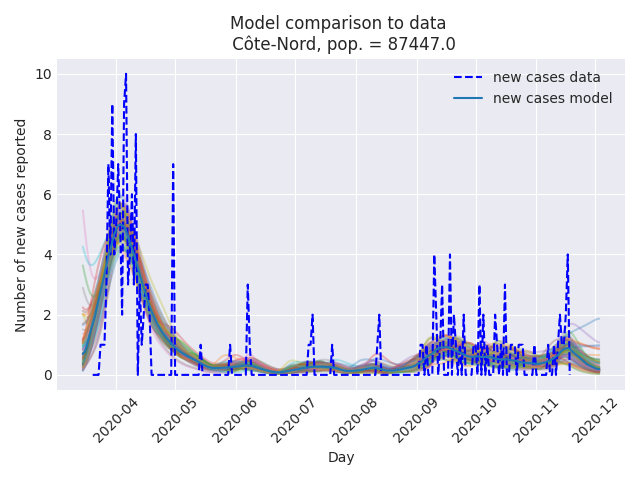 Model comparison to data
Côte-Nord, pop. = 87447.0
new cases data
new cases model
Number of new cases reported
10
8
6
4
2
0
2020-04
2020-05
2020-06
2020-07
2020-08
2020-09
2020-10
2020-11
2020-12
Day